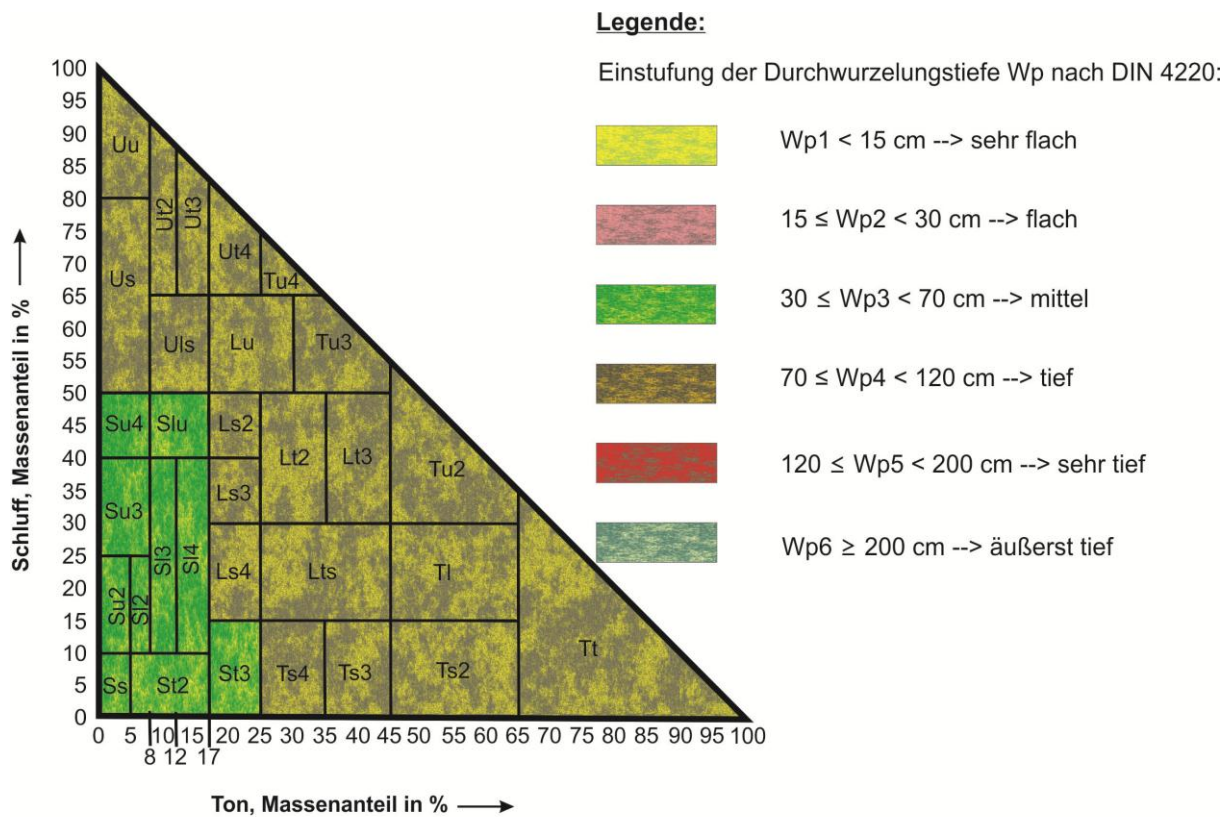 Legende:
Einstufung der Durchwurzelungstiefe Wp nach DIN 4220:
Wp1 < 15 cm --> sehr flach
15 ≤ Wp2 < 30 cm --> flach
30 ≤ Wp3 < 70 cm --> mittel
70 ≤ Wp4 < 120 cm --> tief
120 ≤ Wp5 < 200 cm --> sehr tief
Wp6 ≥ 200 cm --> äußerst tief
Schluff, Massenanteil in %
100
95
90
85
80
75
70
65
60
55
50
45
40
35
30
25
20
15
10
5
0
Uu
Ut2
Ut3
Us
Ut4
Tu4
Uls
Lu
Tu3
Su4
Slu
Ls2
Lt2
Lt3
Tu2
Su3
Sl3
Sl4
Ls3
Su2
Sl2
Ls4
Lts
Tl
Ss
St2
St3
Ts4
Ts3
Ts2
Tt
0 5 10 15 20 25 30 35 45 50 60 65 70 75 80 85 90 95 100
8 12 17
Ton, Massenanteil in %